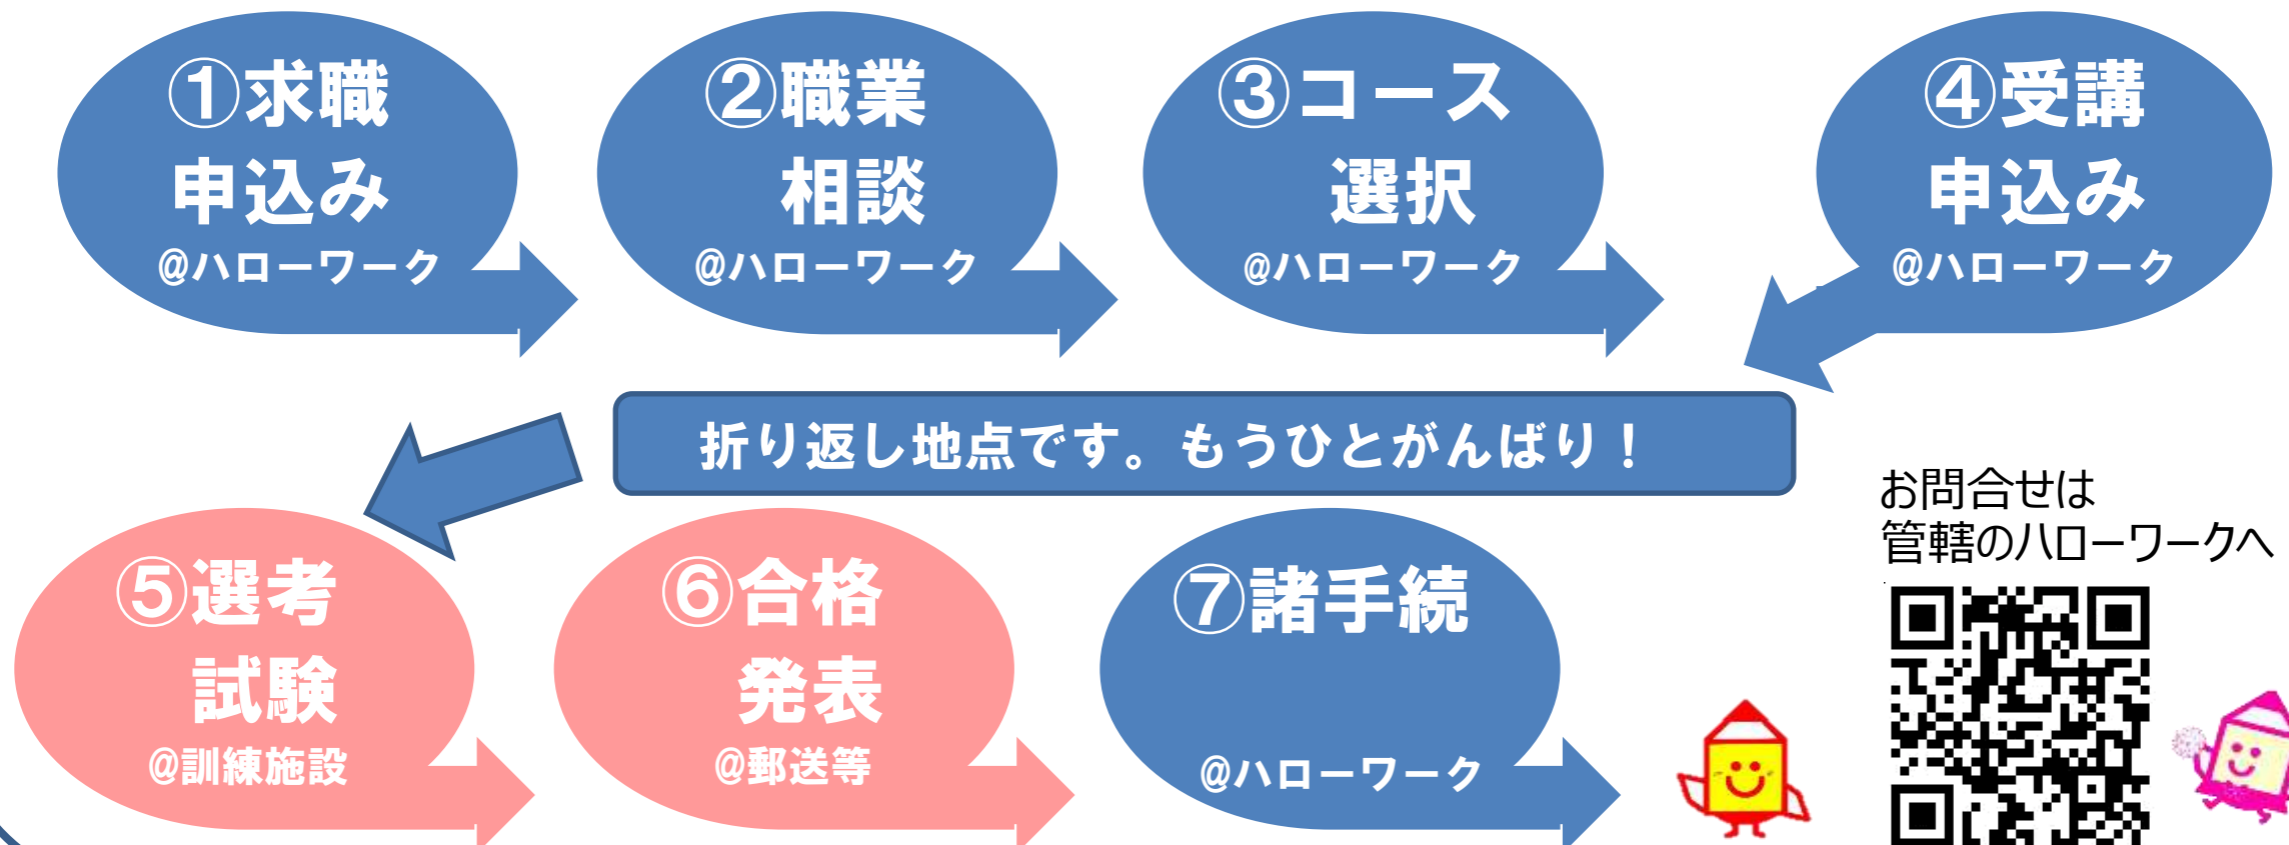 ①求職
申込み
@ハローワーク
②職業
相談
@ハローワーク
③コース
選択
@ハローワーク
④受講
申込み
@ハローワーク
折り返し地点です。もうひとがんばり！
⑤選考
試験
@訓練施設
⑥合格
発表
@郵送等
⑦諸手続
@ハローワーク
お問合せは
管轄のハローワークへ